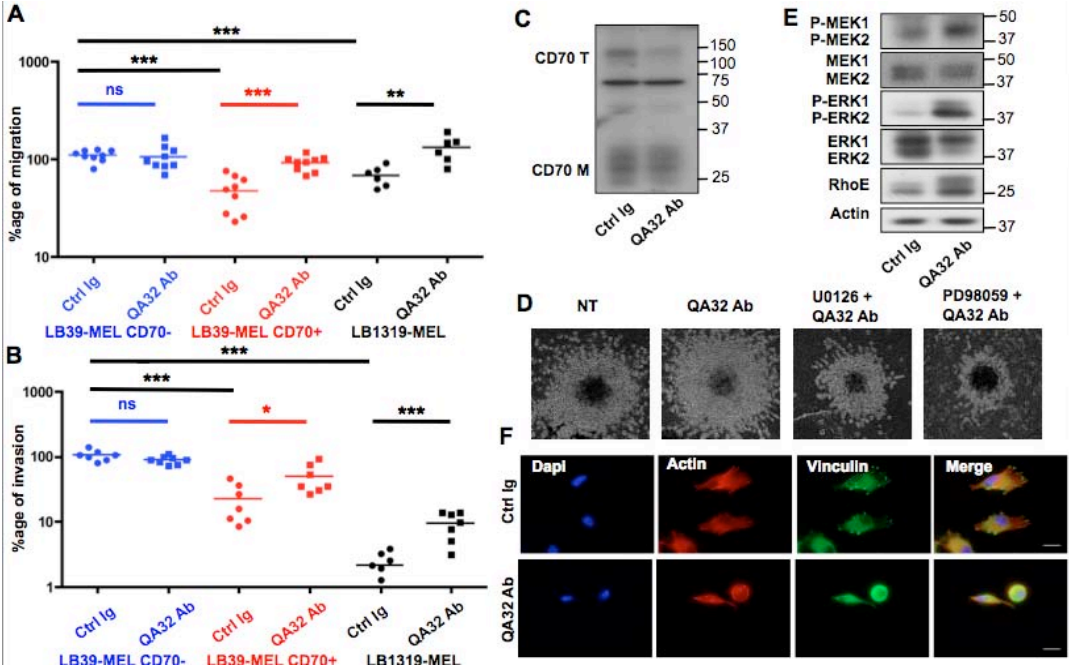 A
***
***
ns
***
**
1000
100
10
%age of migration
Ctrl Ig
QA32 Ab
Ctrl Ig
QA32 Ab
Ctrl Ig
QA32 Ab
LB39-MEL CD70-
LB39-MEL CD70+
LB1319-MEL
B
***
***
ns
*
***
1000
100
10
1
%age of invasion
Ctrl Ig
QA32 Ab
Ctrl Ig
QA32 Ab
Ctrl Ig
QA32 Ab
LB39-MEL CD70-
LB39-MEL CD70+
LB1319-MEL
C
CD70 T
CD70 M
150
100
75
50
37
25
Ctrl Ig
QA32 Ab
E
P-MEK1
P-MEK2
50
37
MEK1
MEK2
50
37
P-ERK1
P-ERK2
37
ERK1
ERK2
37
RhoE
25
Actin
37
Ctrl Ig
QA32 Ab
D
NT
QA32 Ab
U0126 +
QA32 Ab
PD98059 +
QA32 Ab
F
Dapi
Actin
Vinculin
Merge
Ctrl Ig
QA32 Ab